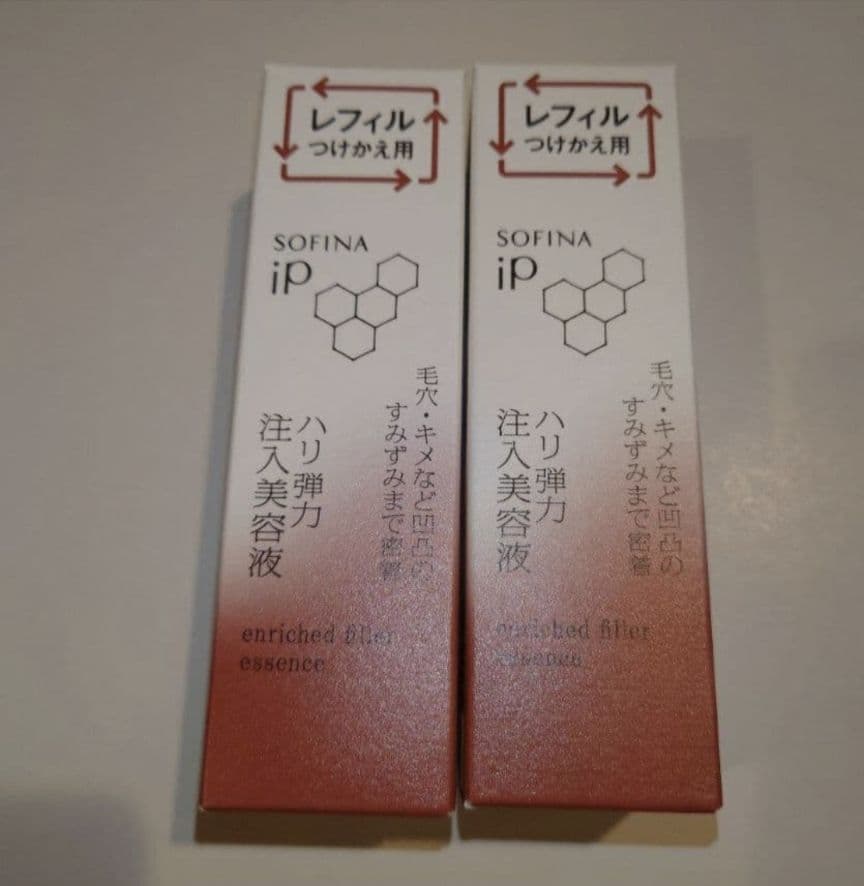 レフィル
つけかえ用
SOFINA
iP
毛穴・キメなど凹凸の
すみずみまで密着
ハリ弾力
注入美容液
enriched filler
essence
レフィル
つけかえ用
SOFINA
iP
毛穴・キメなど凹凸の
すみずみまで密着
ハリ弾力
注入美容液
enriched filler
essence